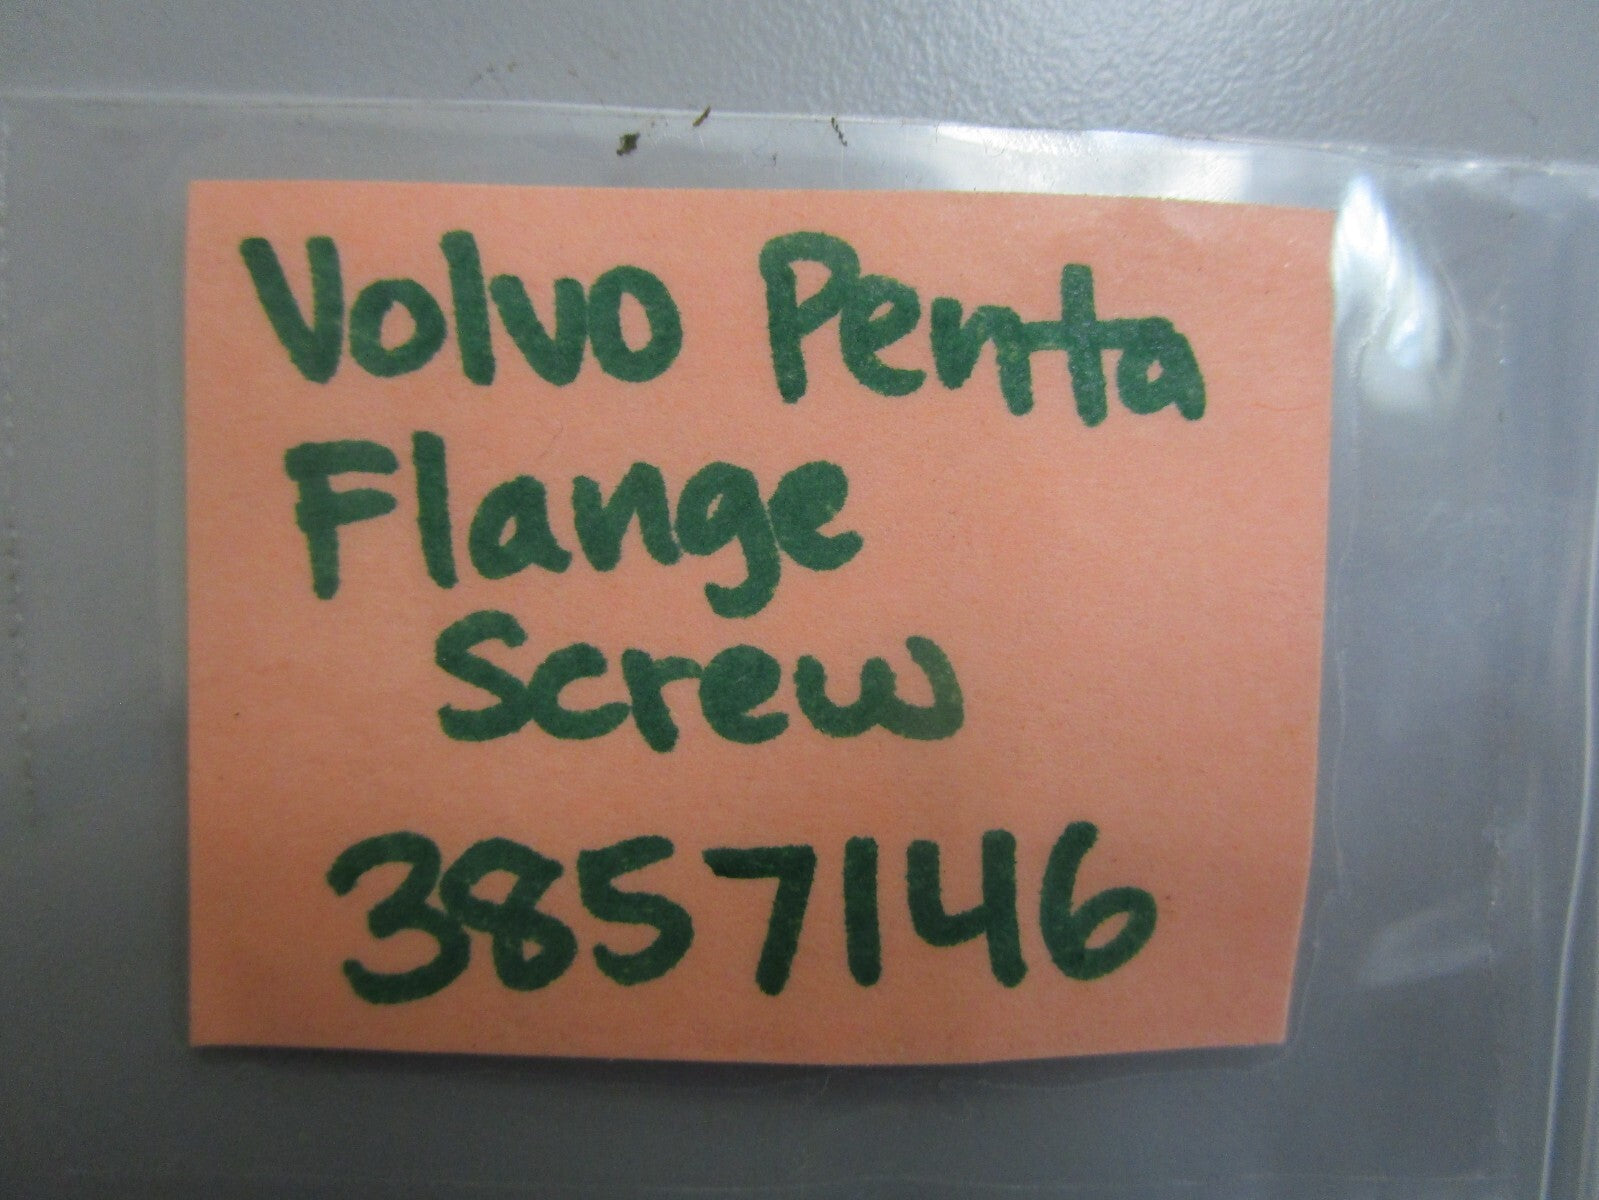 Volvo Penta
Flange
Screw
3857146